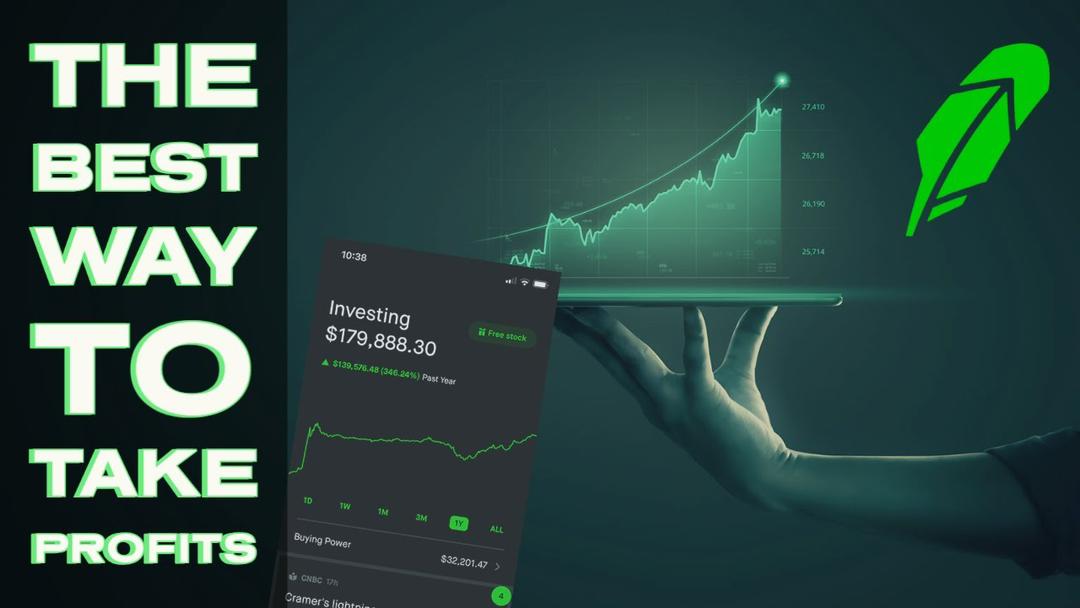 THE
BEST
WAY
TO
TAKE
PROFITS
27,410
26,718
26,190
25,714
10:38
Investing
$179,888.30
Free stock
$139,576.48 (346.24%) Past Year
1D 1W 1M 3M 1Y ALL
Buying Power $32,201.47
CNBC 17h
4
Cramer's lightnin